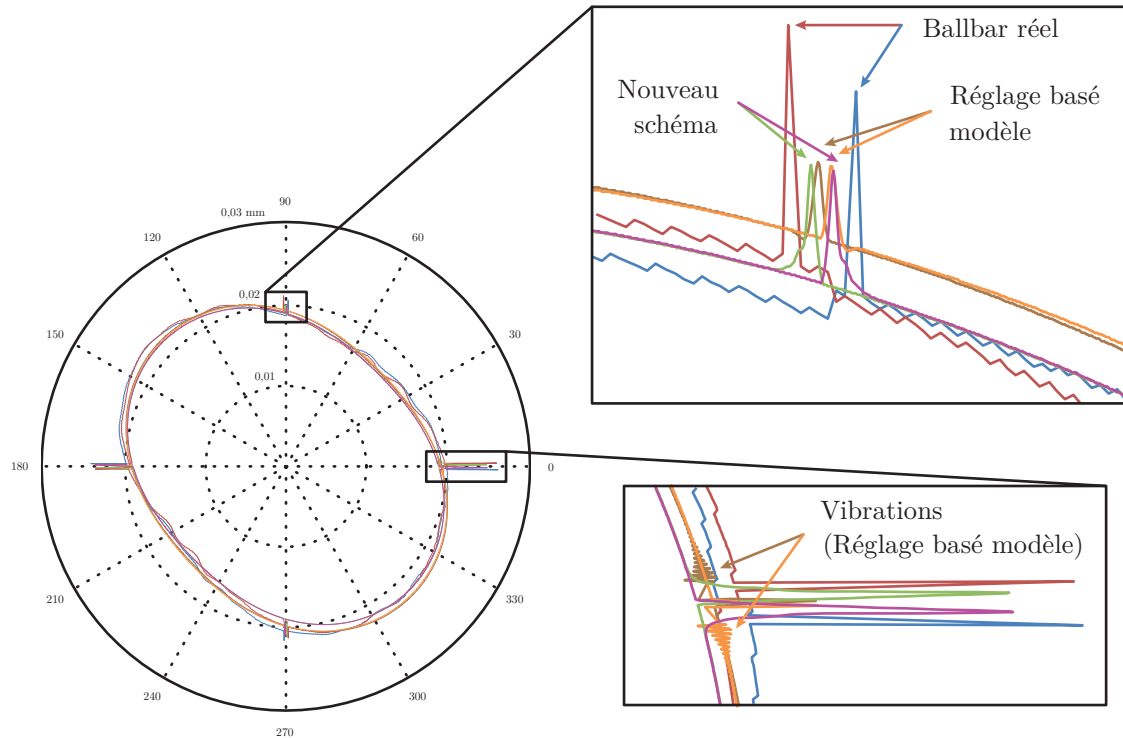 Ballbar réel
Nouveau
schéma
Réglage basé
modèle
90
0,03 mm
120
60
0,02
150
30
0,01
180
0
Vibrations
(Réglage basé modèle)
210
330
240
300
270